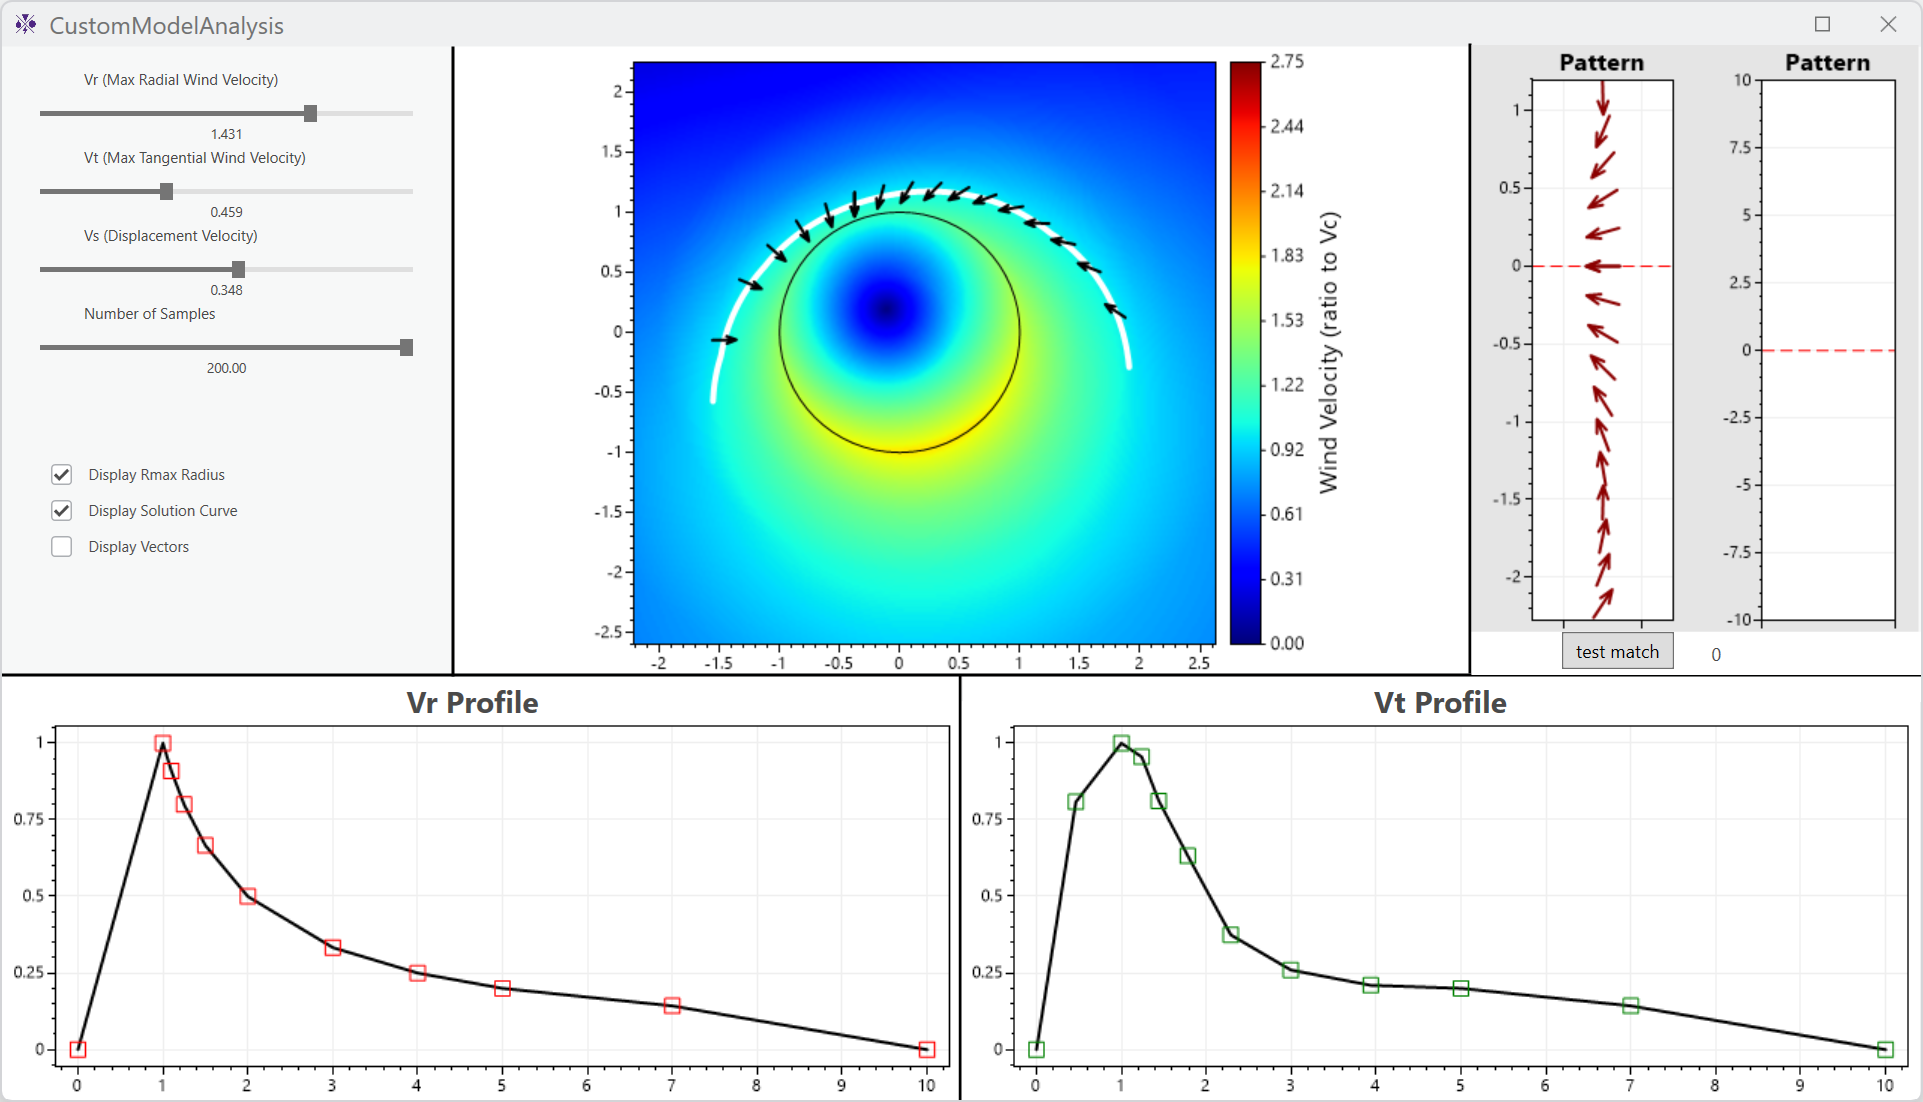 CustomModelAnalysis
Vr (Max Radial Wind Velocity)
1.431
Vt (Max Tangential Wind Velocity)
0.459
Vs (Displacement Velocity)
0.348
Number of Samples
200.00
Display Rmax Radius
Display Solution Curve
Display Vectors
2
1.5
1
0.5
0
-0.5
-1
-1.5
-2
-2.5
-2 -1.5 -1 -0.5 0 0.5 1 1.5 2 2.5
2.75
2.44
2.14
1.83
1.53
1.22
0.92
0.61
0.31
0.00
Wind Velocity (ratio to Vc)
Pattern
1
0.5
0
-0.5
-1
-1.5
-2
Pattern
10
7.5
5
2.5
0
-2.5
-5
-7.5
-10
test match 0
Vr Profile
1
0.75
0.5
0.25
0
0 1 2 3 4 5 6 7 8 9 10
Vt Profile
1
0.75
0.5
0.25
0
0 1 2 3 4 5 6 7 8 9 10